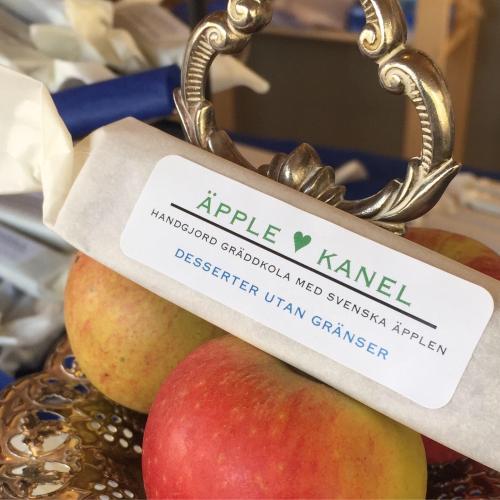 ÄPPLE ♥ KANEL
HANDGJORD GRÄDDKOLA MED SVENSKA ÄPPLEN
DESSERTER UTAN GRÄNSER